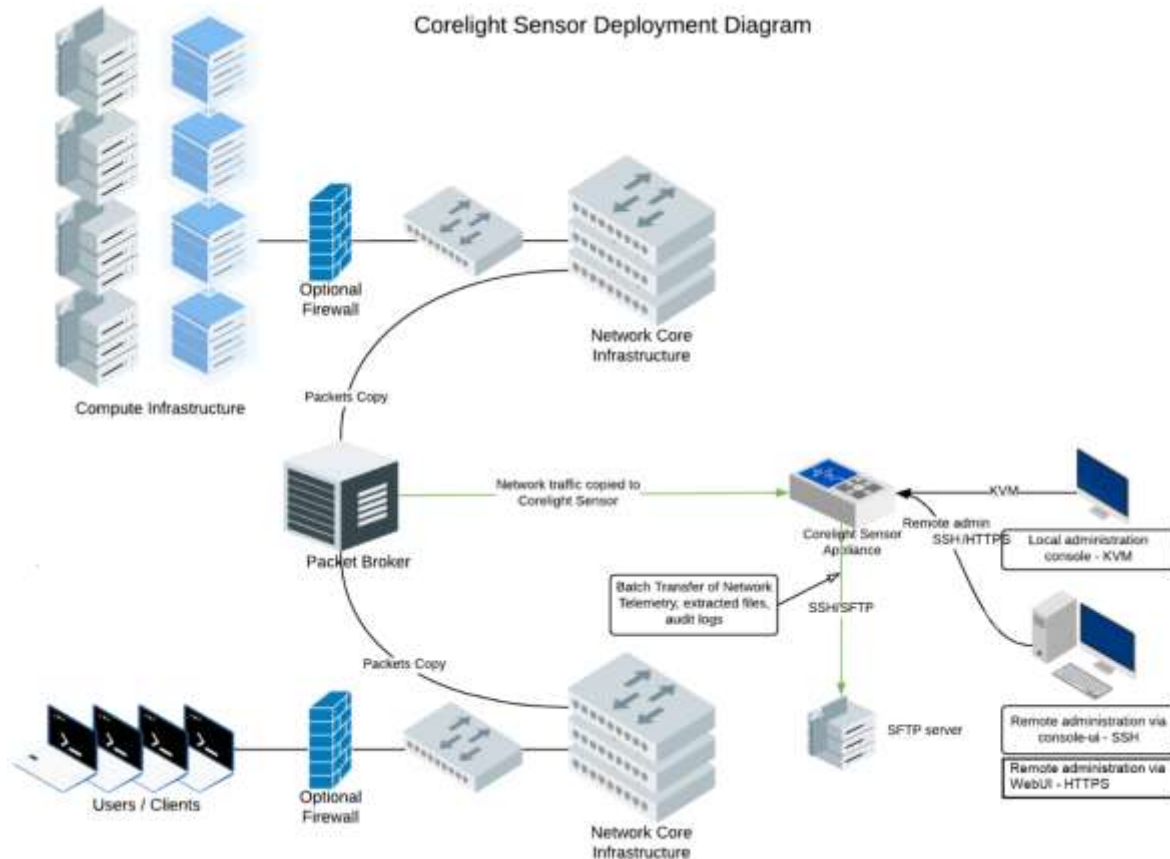 Corelight Sensor Deployment Diagram
Optional
Firewall
Network Core
Infrastructure
Compute Infrastructure
Packets Copy
Network traffic copied to
Corelight Sensor
Packet Broker
Corelight Sensor
Appliance
KVM
Remote admin
SSH/HTTPS
Local administration
console - KVM
Batch Transfer of Network
Telemetry, extracted files,
audit logs
SSH/SFTP
Packets Copy
SFTP server
Remote administration via
console-ui - SSH
Remote administration via
WebUI - HTTPS
Users / Clients
Optional
Firewall
Network Core
Infrastructure